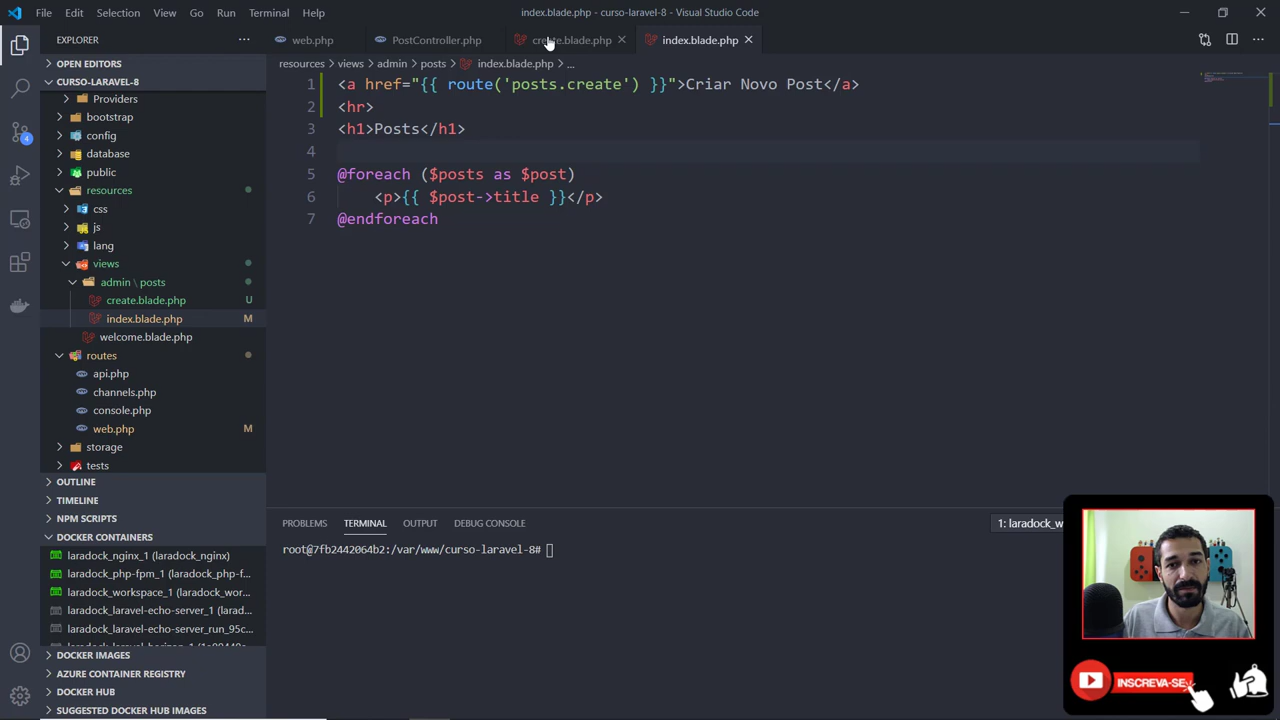 File Edit Selection View Go Run Terminal Help
index.blade.php - curso-laravel-8 - Visual Studio Code
EXPLORER
web.php
PostController.php
create.blade.php
index.blade.php
OPEN EDITORS
CURSO-LARAVEL-8
Providers
bootstrap
config
database
public
resources
css
js
lang
views
admin \ posts
create.blade.php U
index.blade.php M
welcome.blade.php
routes
api.php
channels.php
console.php
web.php M
storage
tests
OUTLINE
TIMELINE
NPM SCRIPTS
DOCKER CONTAINERS
laradock_nginx_1 (laradock_nginx)
laradock_php-fpm_1 (laradock_php-f...
laradock_workspace_1 (laradock_wor...
laradock_laravel-echo-server_1 (larad...
laradock_laravel-echo-server_run_95c...
DOCKER IMAGES
AZURE CONTAINER REGISTRY
DOCKER HUB
SUGGESTED DOCKER HUB IMAGES
4
resources > views > admin > posts > index.blade.php > ...
1 <a href="{{ route('posts.create') }}">Criar Novo Post</a>
2 <hr>
3 <h1>Posts</h1>
4
5 @foreach ($posts as $post)
6 <p>{{ $post->title }}</p>
7 @endforeach
PROBLEMS TERMINAL OUTPUT DEBUG CONSOLE
1: laradock_w
root@7fb2442064b2:/var/www/curso-laravel-8#
INSCREVA-SE